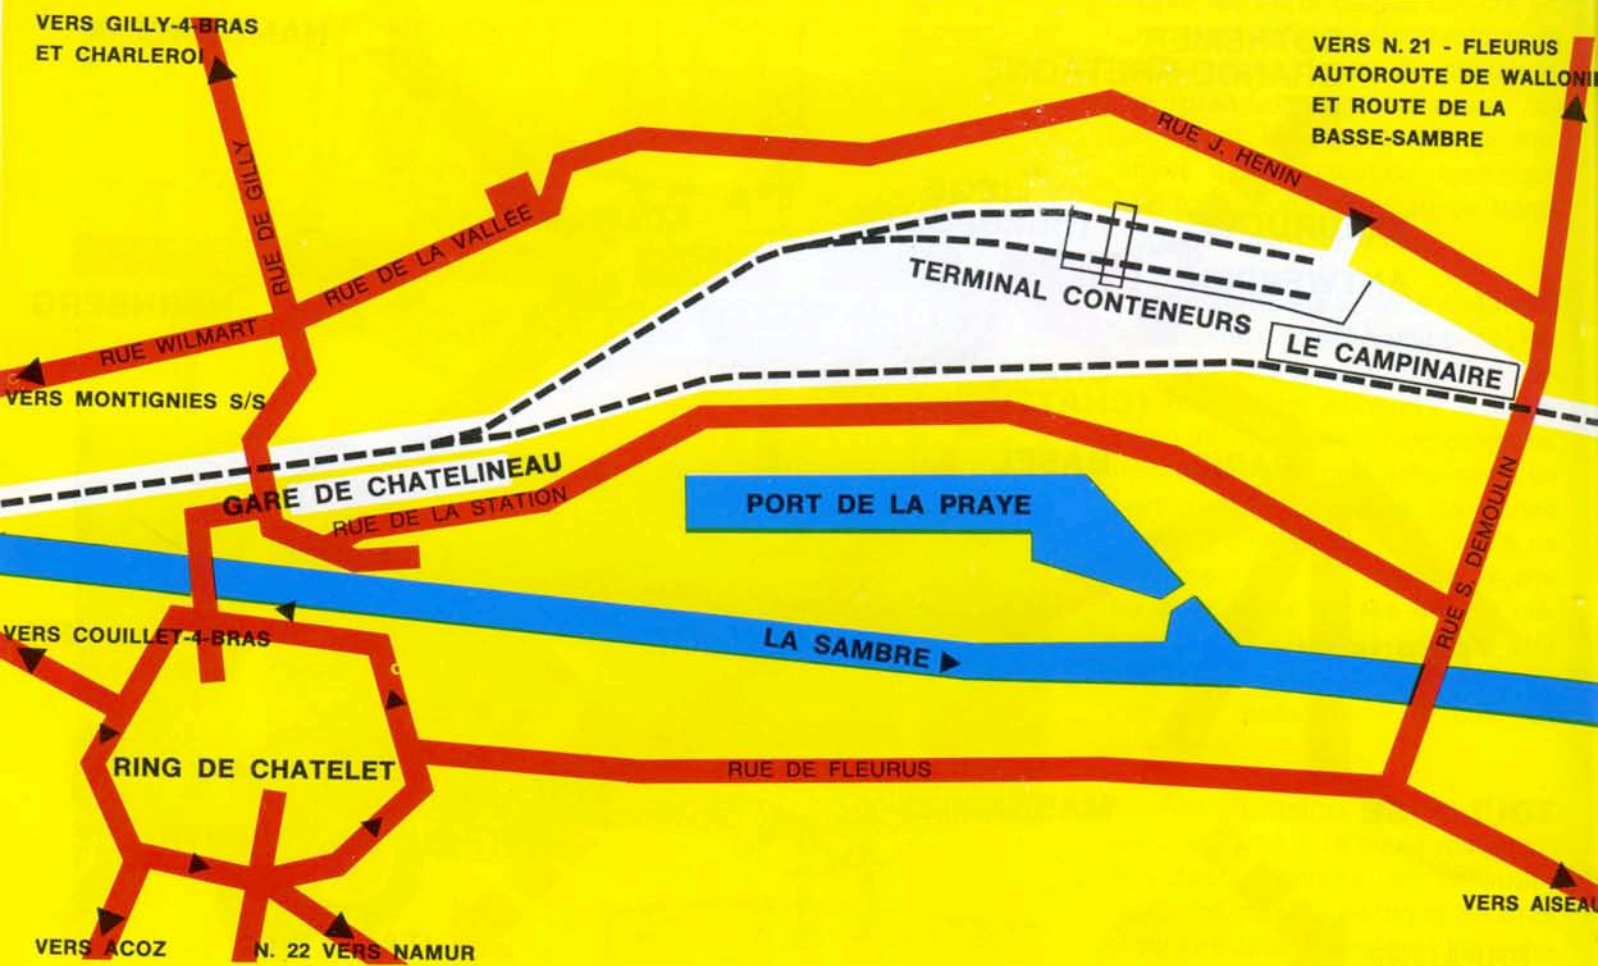 VERS GILLY-4-BRAS
ET CHARLEROI
VERS N. 21 - FLEURUS
AUTOROUTE DE WALLONIE
ET ROUTE DE LA
BASSE-SAMBRE
RUE J. HENIN
RUE DE GILLY
RUE DE LA VALLÉE
TERMINAL CONTENEURS
RUE WILMART
LE CAMPINAIRE
VERS MONTIGNIES S/S
GARE DE CHATELINEAU
RUE DE LA STATION
PORT DE LA PRAYE
RUE S. DEMOULIN
VERS COUILLET-4-BRAS
LA SAMBRE
RING DE CHATELET
RUE DE FLEURUS
VERS AISEAU
VERS ACOZ
N. 22 VERS NAMUR